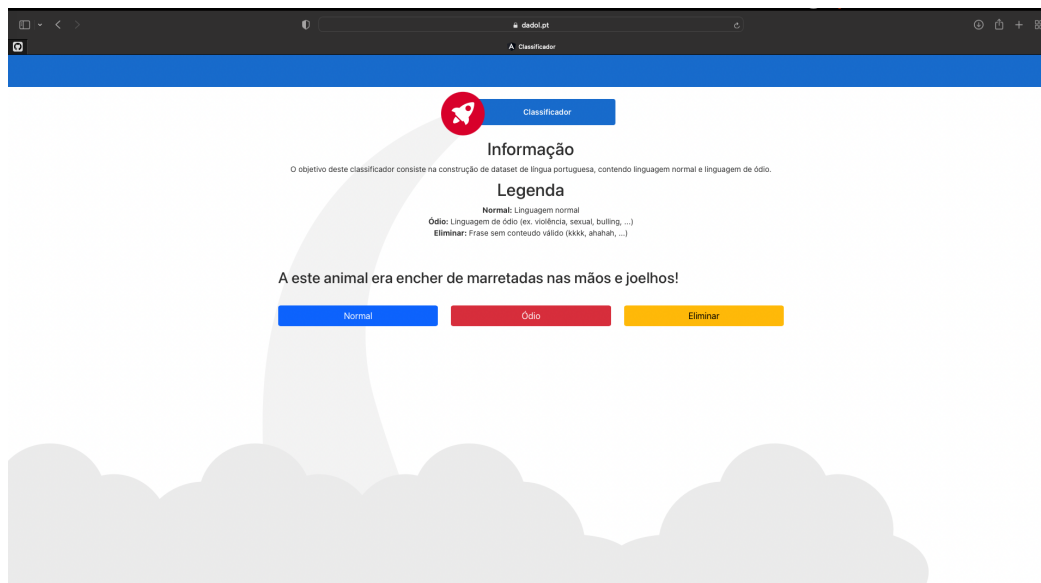 dadol.pt
Classificador
Classificador
Informação
O objetivo deste classificador consiste na construção de dataset de língua portuguesa, contendo linguagem normal e linguagem de ódio.
Legenda
Normal: Linguagem normal
Ódio: Linguagem de ódio (ex. violência, sexual, bulling, ...)
Eliminar: Frase sem conteudo válido (kkkk, ahahah, ...)
A este animal era encher de marretadas nas mãos e joelhos!
Normal Ódio Eliminar